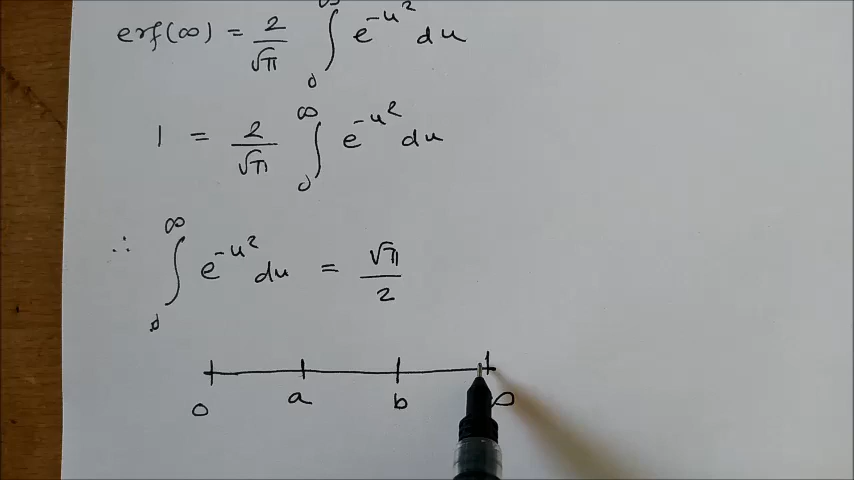 erf(∞) = 2/√π ∫₀^∞ e^{-u²} du
1 = 2/√π ∫₀^∞ e^{-u²} du
∴ ∫₀^∞ e^{-u²} du = √π/2
0 a b ∞